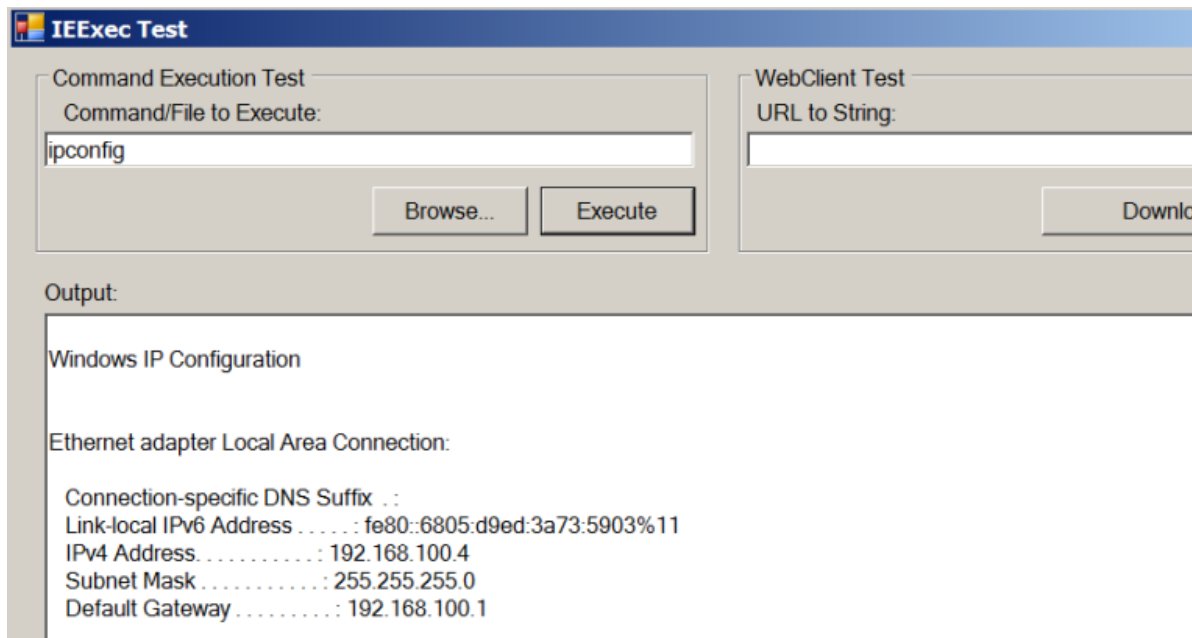 IEExec Test
Command Execution Test
Command/File to Execute:
ipconfig
Browse...
Execute
WebClient Test
URL to String:
Downlo
Output:
Windows IP Configuration
Ethernet adapter Local Area Connection:
Connection-specific DNS Suffix . :
Link-local IPv6 Address . . . . . : fe80::6805:d9ed:3a73:5903%11
IPv4 Address. . . . . . . . . . . : 192.168.100.4
Subnet Mask . . . . . . . . . . . : 255.255.255.0
Default Gateway . . . . . . . . . : 192.168.100.1